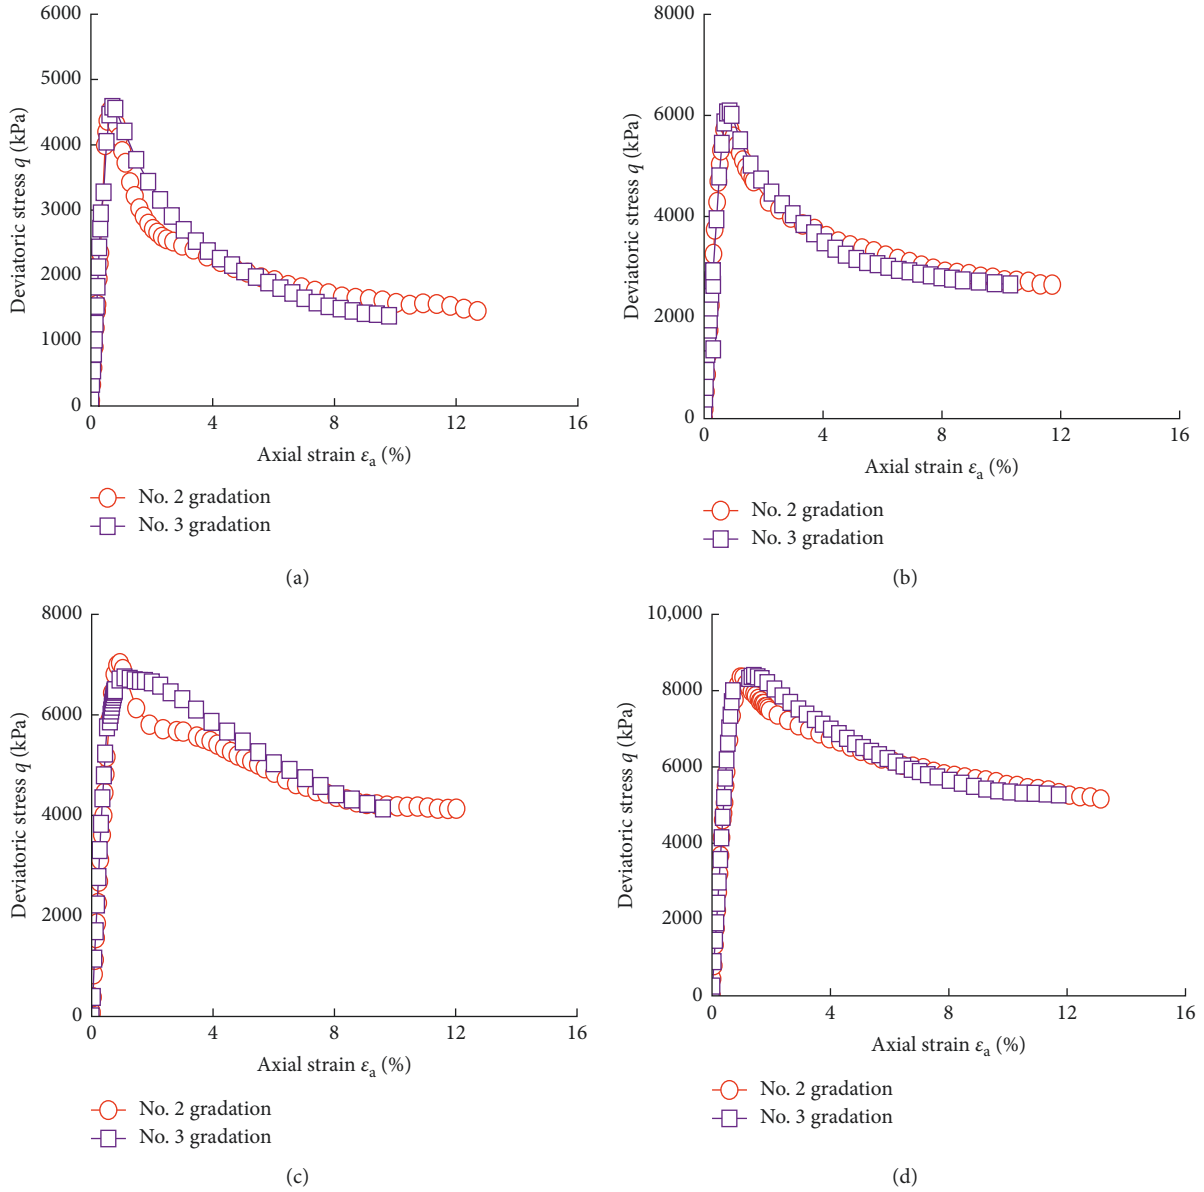 6000
5000
4000
3000
2000
1000
0
Deviatoric stress q (kPa)
0 4 8 12 16
Axial strain εa (%)
No. 2 gradation
No. 3 gradation
(a)
8000
6000
4000
2000
0
Deviatoric stress q (kPa)
0 4 8 12 16
Axial strain εa (%)
No. 2 gradation
No. 3 gradation
(b)
8000
6000
4000
2000
0
Deviatoric stress q (kPa)
0 4 8 12 16
Axial strain εa (%)
No. 2 gradation
No. 3 gradation
(c)
10,000
8000
6000
4000
2000
0
Deviatoric stress q (kPa)
0 4 8 12 16
Axial strain εa (%)
No. 2 gradation
No. 3 gradation
(d)